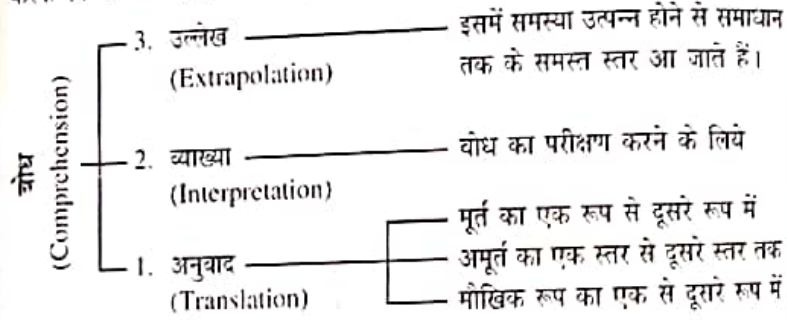 3. उल्लेख
(Extrapolation)
इसमें समस्या उत्पन्न होने से समाधान
तक के समस्त स्तर आ जाते हैं।
बोध
(Comprehension)
2. व्याख्या
(Interpretation)
बोध का परीक्षण करने के लिये
1. अनुवाद
(Translation)
मूर्त का एक रूप से दूसरे रूप में
अमूर्त का एक स्तर से दूसरे स्तर तक
मौखिक रूप का एक से दूसरे रूप में